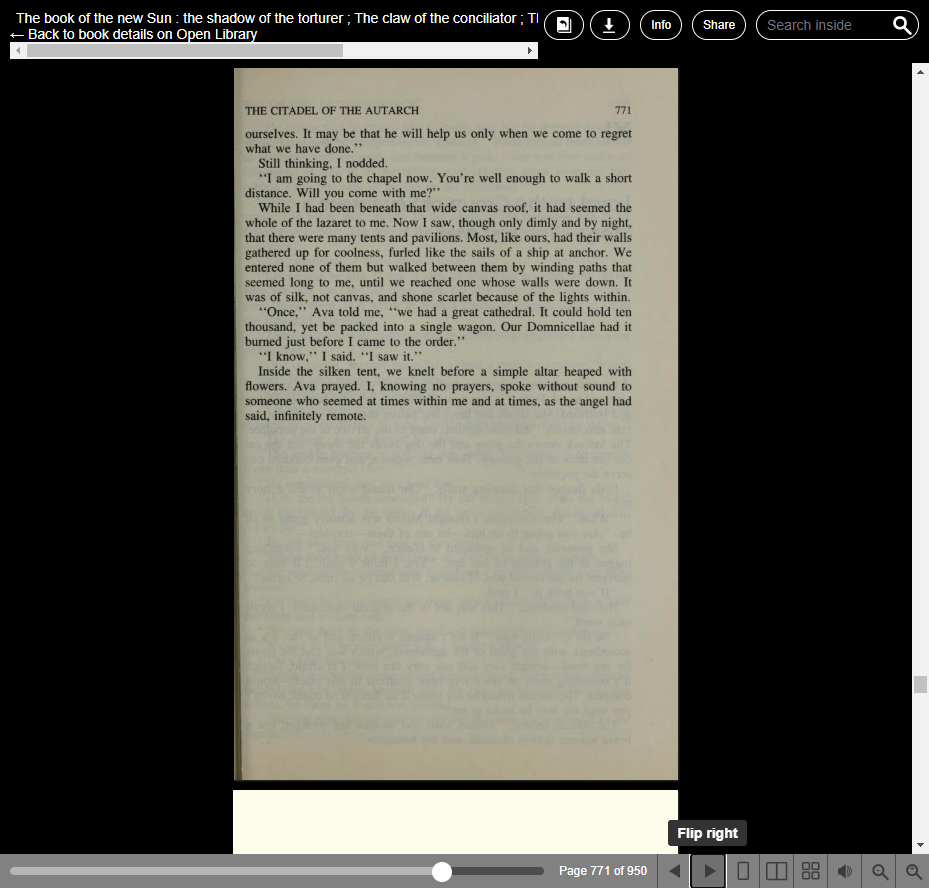 The book of the new Sun : the shadow of the torturer ; The claw of the conciliator ; Tl
← Back to book details on Open Library
Info
Share
Search inside
THE CITADEL OF THE AUTARCH 771
ourselves. It may be that he will help us only when we come to regret
what we have done.''
Still thinking, I nodded.
''I am going to the chapel now. You're well enough to walk a short
distance. Will you come with me?''
While I had been beneath that wide canvas roof, it had seemed the
whole of the lazaret to me. Now I saw, though only dimly and by night,
that there were many tents and pavilions. Most, like ours, had their walls
gathered up for coolness, furled like the sails of a ship at anchor. We
entered none of them but walked between them by winding paths that
seemed long to me, until we reached one whose walls were down. It
was of silk, not canvas, and shone scarlet because of the lights within.
''Once,'' Ava told me, ''we had a great cathedral. It could hold ten
thousand, yet be packed into a single wagon. Our Domnicellae had it
burned just before I came to the order.''
''I know,'' I said. ''I saw it.''
Inside the silken tent, we knelt before a simple altar heaped with
flowers. Ava prayed. I, knowing no prayers, spoke without sound to
someone who seemed at times within me and at times, as the angel had
said, infinitely remote.
Flip right
Page 771 of 950